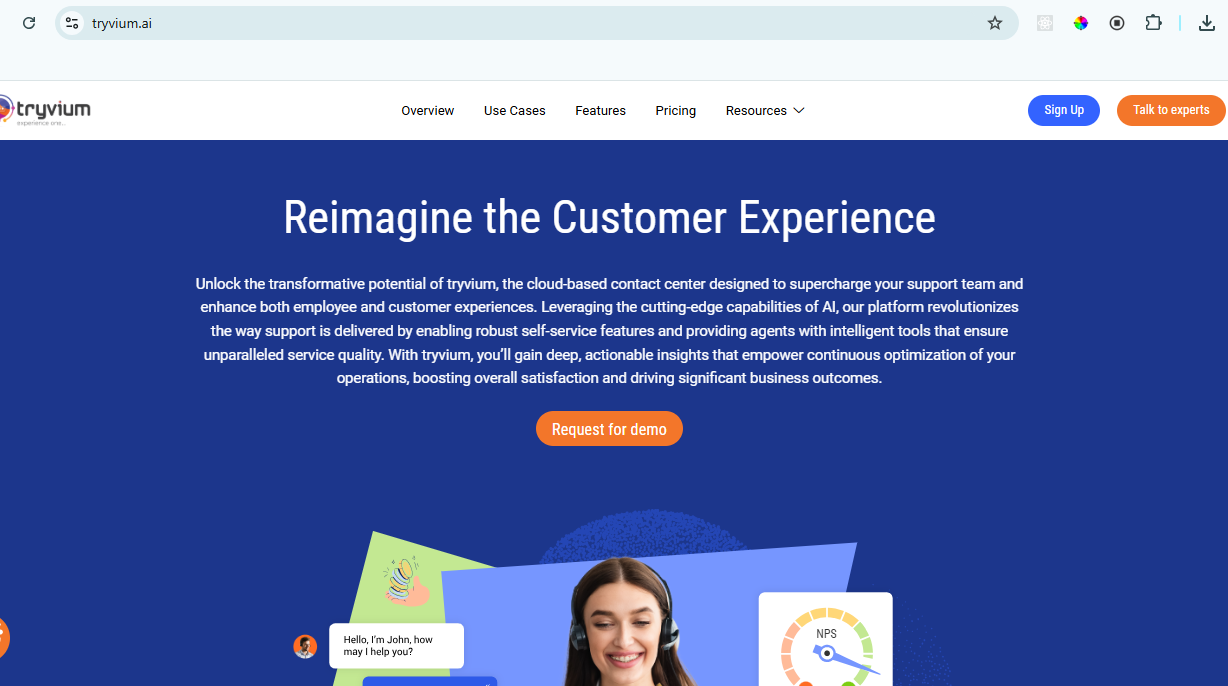 tryvium.ai
tryvium
experience one...
Overview
Use Cases
Features
Pricing
Resources
Sign Up
Talk to experts
Reimagine the Customer Experience
Unlock the transformative potential of tryvium, the cloud-based contact center designed to supercharge your support team and
enhance both employee and customer experiences. Leveraging the cutting-edge capabilities of AI, our platform revolutionizes
the way support is delivered by enabling robust self-service features and providing agents with intelligent tools that ensure
unparalleled service quality. With tryvium, you’ll gain deep, actionable insights that empower continuous optimization of your
operations, boosting overall satisfaction and driving significant business outcomes.
Request for demo
Hello, I'm John, how
may I help you?
NPS